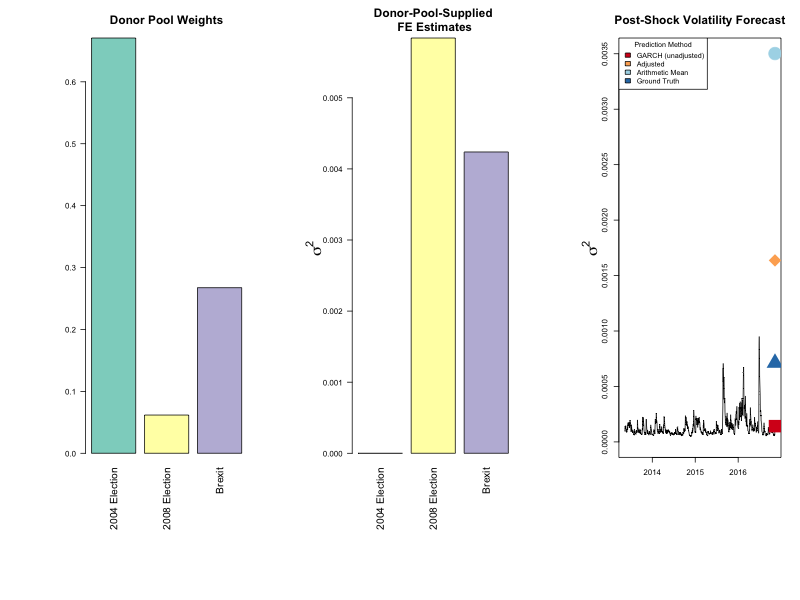 Donor Pool Weights
0.6
0.5
0.4
0.3
0.2
0.1
0.0
2004 Election
2008 Election
Brexit
Donor-Pool-Supplied
FE Estimates
σ2
0.005
0.004
0.003
0.002
0.001
0.000
2004 Election
2008 Election
Brexit
Post-Shock Volatility Forecast
σ2
0.0035
0.0030
0.0025
0.0020
0.0015
0.0010
0.0005
0.0000
Prediction Method
GARCH (unadjusted)
Adjusted
Arithmetic Mean
Ground Truth
2014
2015
2016